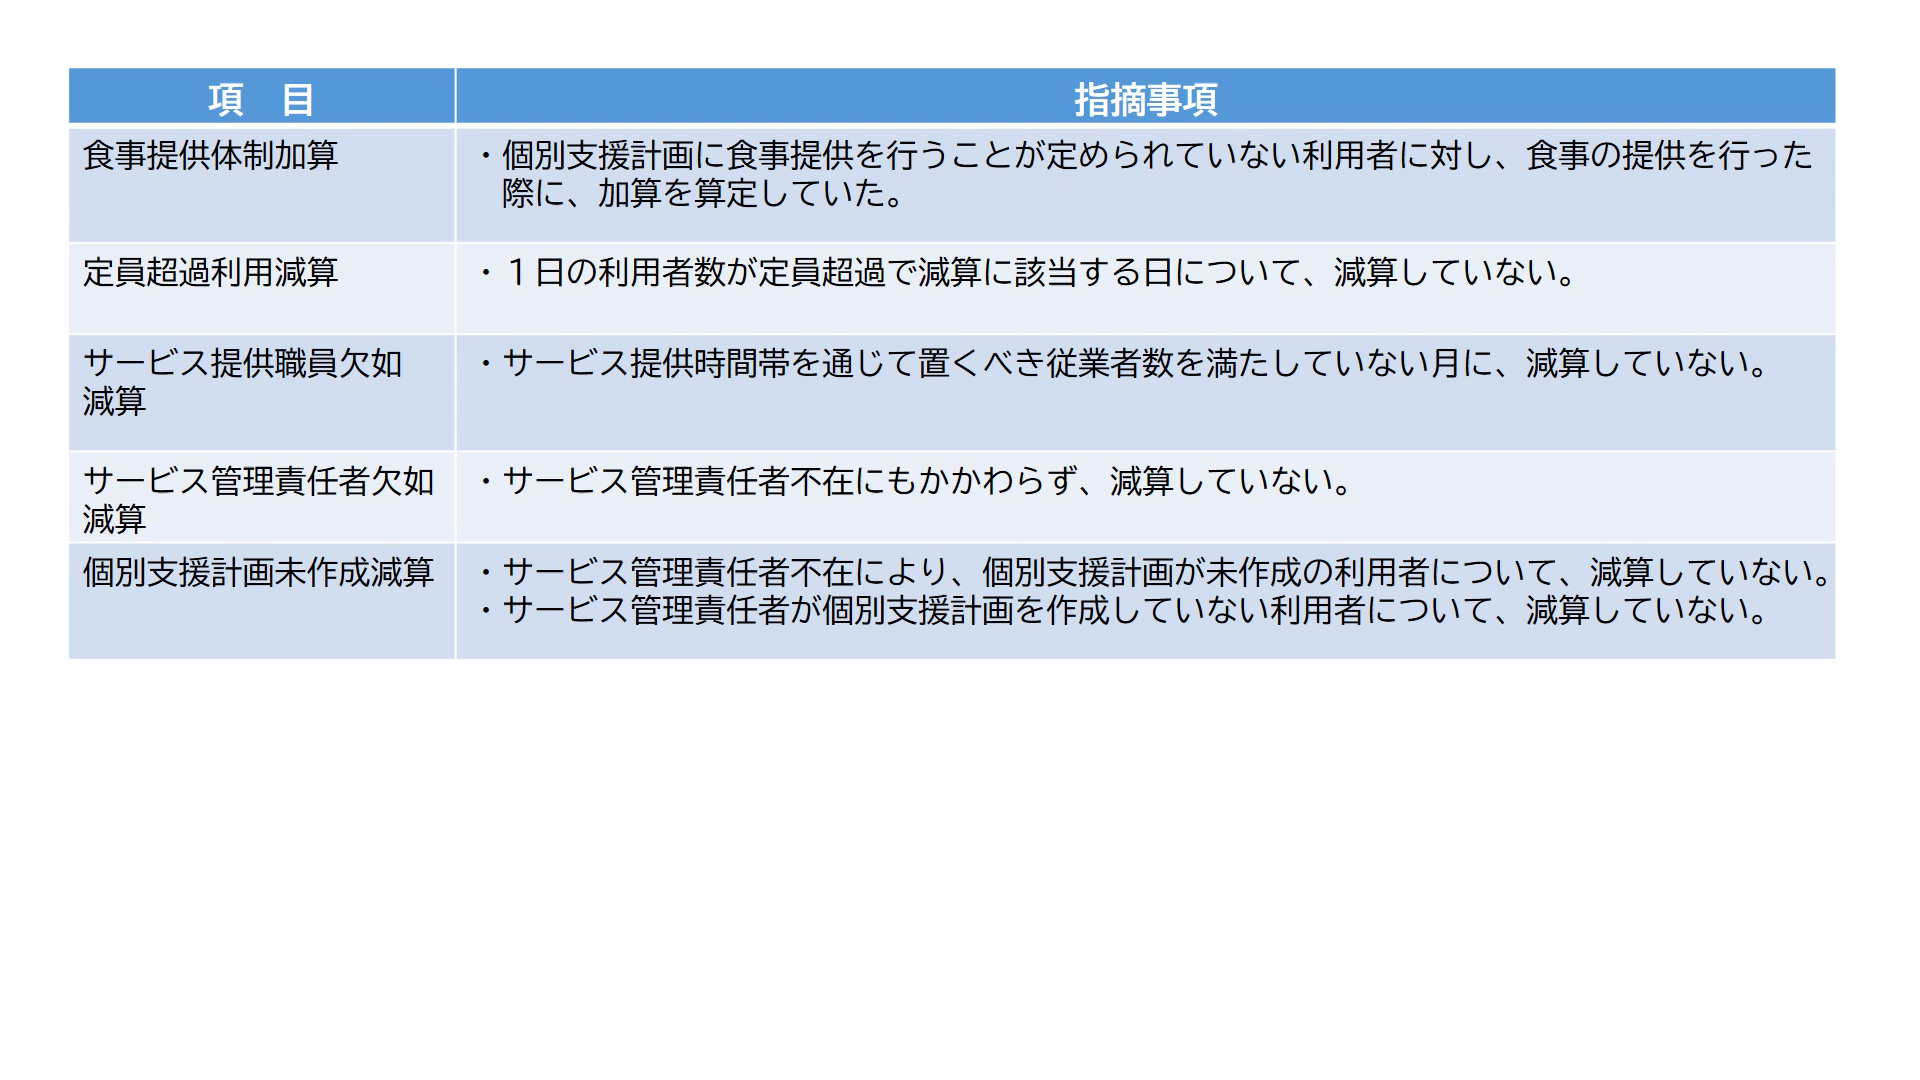 項　目
指摘事項
食事提供体制加算
・個別支援計画に食事提供を行うことが定められていない利用者に対し、食事の提供を行った
際に、加算を算定していた。
定員超過利用減算
・１日の利用者数が定員超過で減算に該当する日について、減算していない。
サービス提供職員欠如
減算
・サービス提供時間帯を通じて置くべき従業者数を満たしていない月に、減算していない。
サービス管理責任者欠如
減算
・サービス管理責任者不在にもかかわらず、減算していない。
個別支援計画未作成減算
・サービス管理責任者不在により、個別支援計画が未作成の利用者について、減算していない。
・サービス管理責任者が個別支援計画を作成していない利用者について、減算していない。